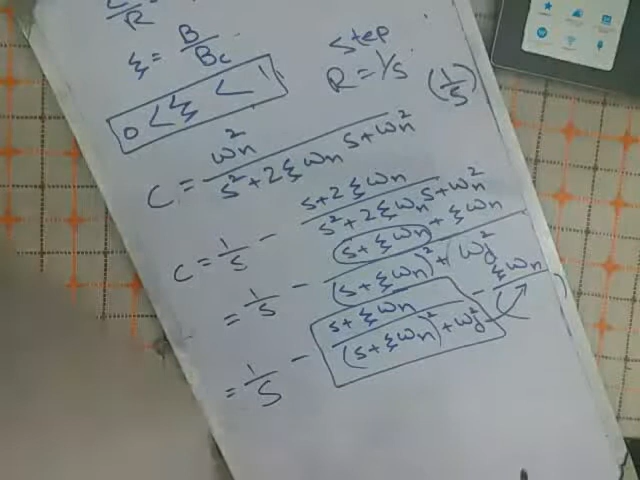 C/R
ξ = B/Bc
step
R = 1/s
0 < ξ < 1
C = ωn² / (s² + 2ξωn s + ωn²) (1/s)
C = 1/s − (s + 2ξωn) / (s² + 2ξωn s + ωn²)
= 1/s − ((s + ξωn) + ξωn) / ((s + ξωn)² + ωd²)
= 1/s − (s + ξωn) / ((s + ξωn)² + ωd²) − ξωn